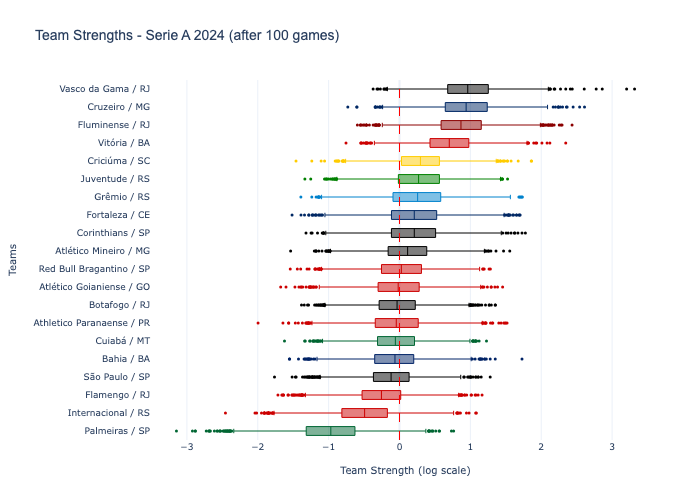 Team Strengths - Serie A 2024 (after 100 games)
Vasco da Gama / RJ
Cruzeiro / MG
Fluminense / RJ
Vitória / BA
Criciúma / SC
Juventude / RS
Grêmio / RS
Fortaleza / CE
Corinthians / SP
Atlético Mineiro / MG
Red Bull Bragantino / SP
Atlético Goianiense / GO
Botafogo / RJ
Athletico Paranaense / PR
Cuiabá / MT
Bahia / BA
São Paulo / SP
Flamengo / RJ
Internacional / RS
Palmeiras / SP
Teams
−3 −2 −1 0 1 2 3
Team Strength (log scale)